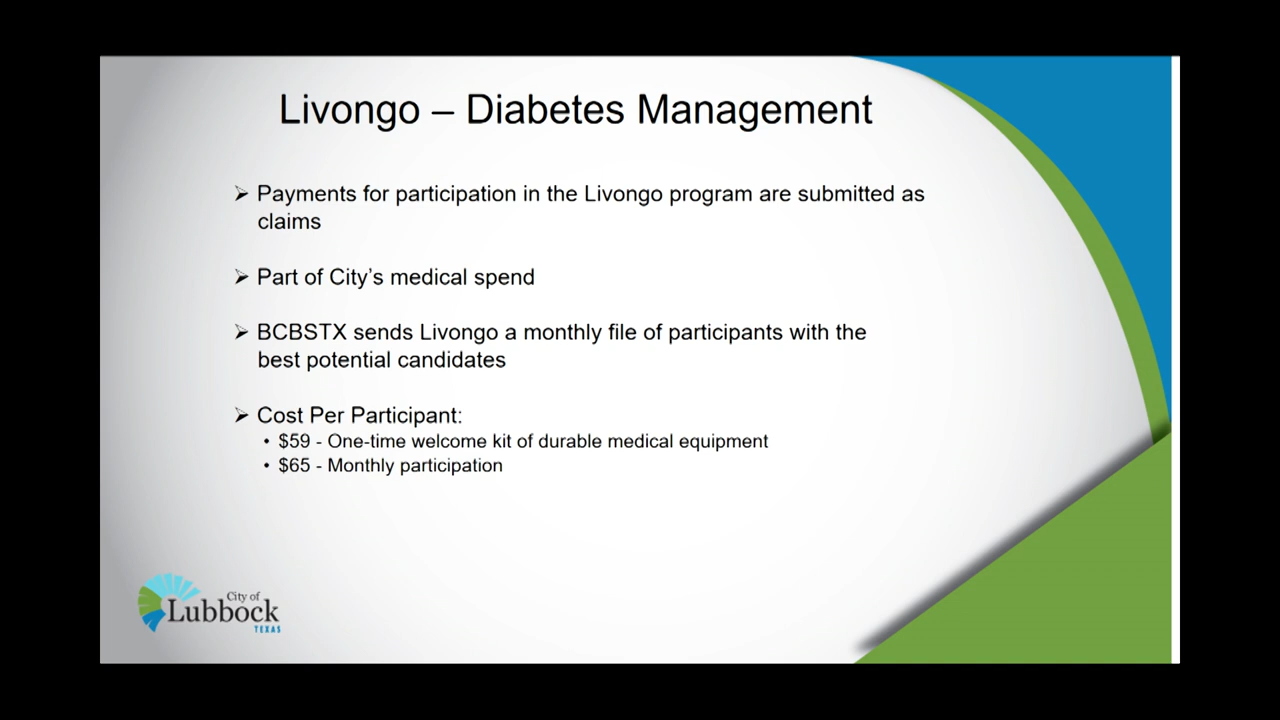 Livongo – Diabetes Management
➢ Payments for participation in the Livongo program are submitted as
claims
➢ Part of City’s medical spend
➢ BCBSTX sends Livongo a monthly file of participants with the
best potential candidates
➢ Cost Per Participant:
• $59 - One-time welcome kit of durable medical equipment
• $65 - Monthly participation
City of
Lubbock
TEXAS